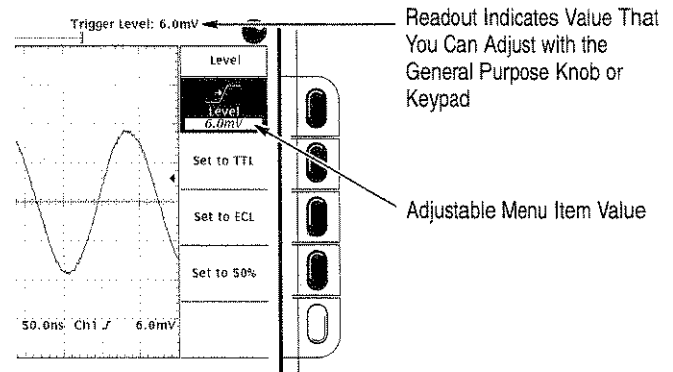 Trigger Level: 6.0mV
Readout Indicates Value That
You Can Adjust with the
General Purpose Knob or
Keypad
Level
Level
6.0mV
Set to TTL
Adjustable Menu Item Value
Set to ECL
Set to 50%
50.0ns Ch1 6.0mV